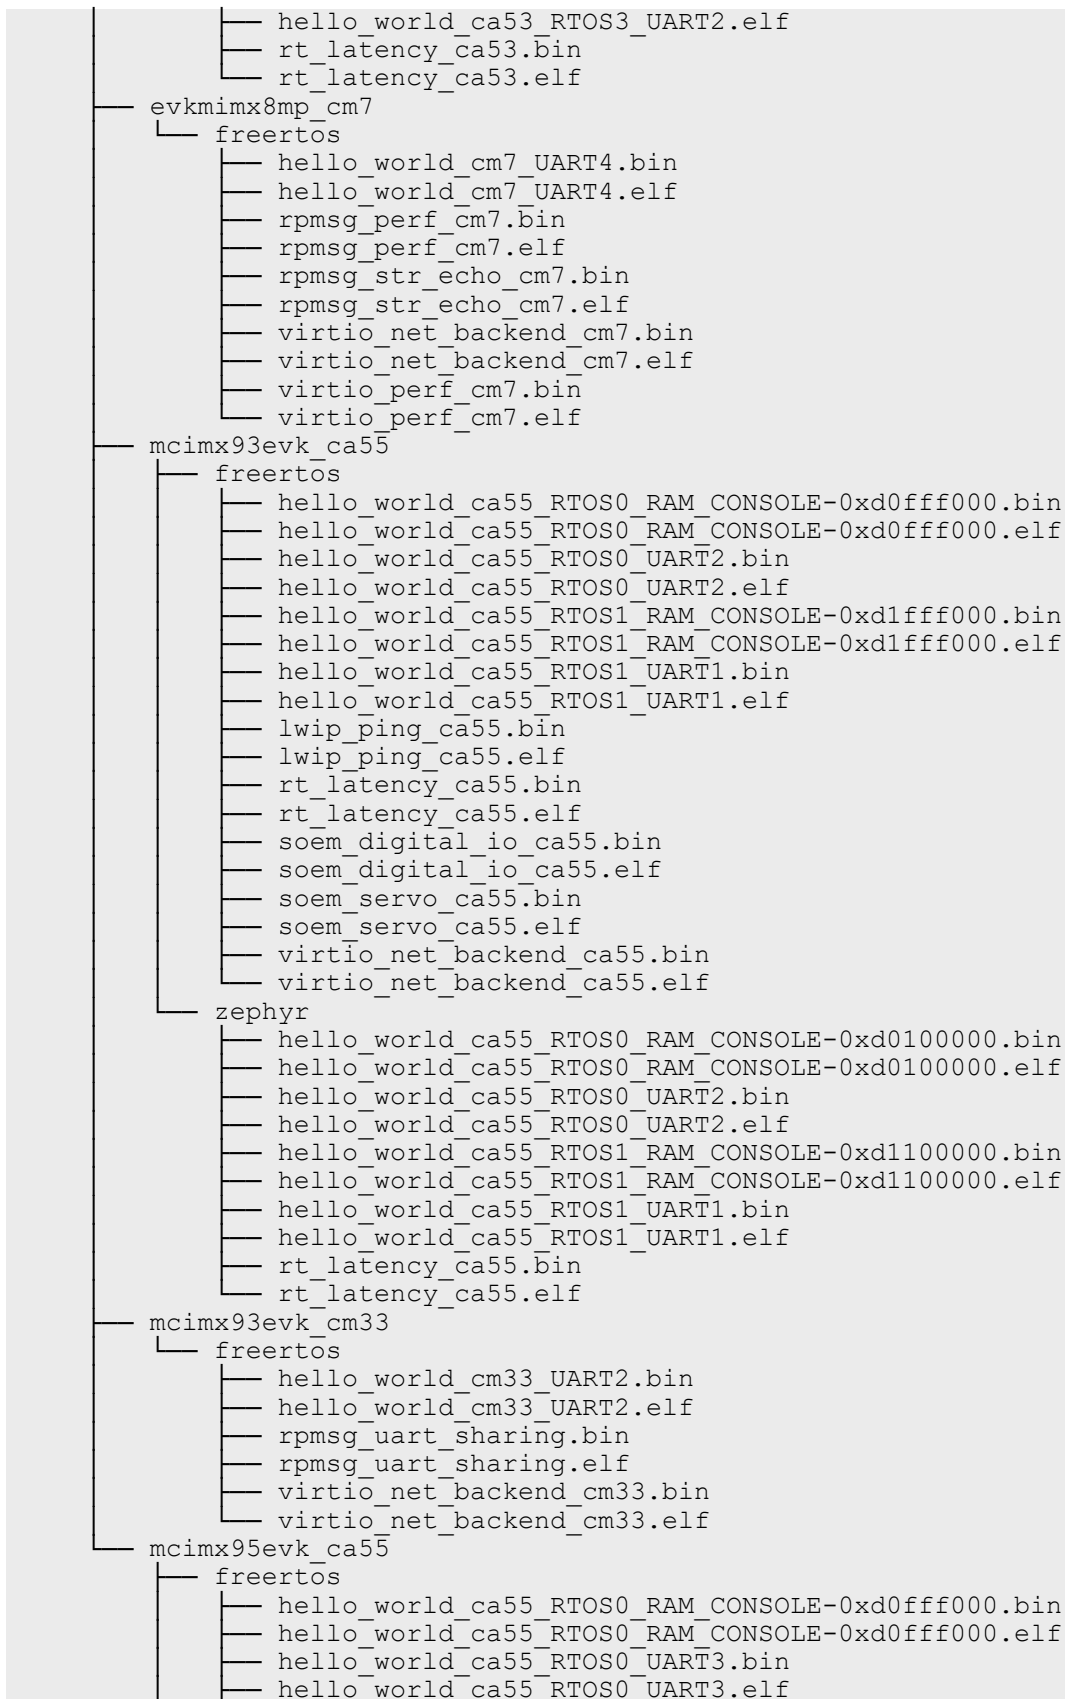 │       ├── hello_world_ca53_RTOS3_UART2.elf
│       ├── rt_latency_ca53.bin
│       └── rt_latency_ca53.elf
├── evkmimx8mp_cm7
│   └── freertos
│       ├── hello_world_cm7_UART4.bin
│       ├── hello_world_cm7_UART4.elf
│       ├── rpmsg_perf_cm7.bin
│       ├── rpmsg_perf_cm7.elf
│       ├── rpmsg_str_echo_cm7.bin
│       ├── rpmsg_str_echo_cm7.elf
│       ├── virtio_net_backend_cm7.bin
│       ├── virtio_net_backend_cm7.elf
│       ├── virtio_perf_cm7.bin
│       └── virtio_perf_cm7.elf
├── mcimx93evk_ca55
│   ├── freertos
│   │   ├── hello_world_ca55_RTOS0_RAM_CONSOLE-0xd0fff000.bin
│   │   ├── hello_world_ca55_RTOS0_RAM_CONSOLE-0xd0fff000.elf
│   │   ├── hello_world_ca55_RTOS0_UART2.bin
│   │   ├── hello_world_ca55_RTOS0_UART2.elf
│   │   ├── hello_world_ca55_RTOS1_RAM_CONSOLE-0xd1fff000.bin
│   │   ├── hello_world_ca55_RTOS1_RAM_CONSOLE-0xd1fff000.elf
│   │   ├── hello_world_ca55_RTOS1_UART1.bin
│   │   ├── hello_world_ca55_RTOS1_UART1.elf
│   │   ├── lwip_ping_ca55.bin
│   │   ├── lwip_ping_ca55.elf
│   │   ├── rt_latency_ca55.bin
│   │   ├── rt_latency_ca55.elf
│   │   ├── soem_digital_io_ca55.bin
│   │   ├── soem_digital_io_ca55.elf
│   │   ├── soem_servo_ca55.bin
│   │   ├── soem_servo_ca55.elf
│   │   ├── virtio_net_backend_ca55.bin
│   │   └── virtio_net_backend_ca55.elf
│   └── zephyr
│       ├── hello_world_ca55_RTOS0_RAM_CONSOLE-0xd0100000.bin
│       ├── hello_world_ca55_RTOS0_RAM_CONSOLE-0xd0100000.elf
│       ├── hello_world_ca55_RTOS0_UART2.bin
│       ├── hello_world_ca55_RTOS0_UART2.elf
│       ├── hello_world_ca55_RTOS1_RAM_CONSOLE-0xd1100000.bin
│       ├── hello_world_ca55_RTOS1_RAM_CONSOLE-0xd1100000.elf
│       ├── hello_world_ca55_RTOS1_UART1.bin
│       ├── hello_world_ca55_RTOS1_UART1.elf
│       ├── rt_latency_ca55.bin
│       └── rt_latency_ca55.elf
├── mcimx93evk_cm33
│   └── freertos
│       ├── hello_world_cm33_UART2.bin
│       ├── hello_world_cm33_UART2.elf
│       ├── rpmsg_uart_sharing.bin
│       ├── rpmsg_uart_sharing.elf
│       ├── virtio_net_backend_cm33.bin
│       └── virtio_net_backend_cm33.elf
└── mcimx95evk_ca55
    ├── freertos
    │   ├── hello_world_ca55_RTOS0_RAM_CONSOLE-0xd0fff000.bin
    │   ├── hello_world_ca55_RTOS0_RAM_CONSOLE-0xd0fff000.elf
    │   ├── hello_world_ca55_RTOS0_UART3.bin
    │   ├── hello_world_ca55_RTOS0_UART3.elf